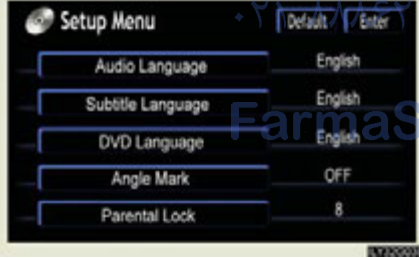 Setup Menu Default Enter
Audio Language English
Subtitle Language English
DVD Language English
Angle Mark OFF
Parental Lock 8
FarmaS